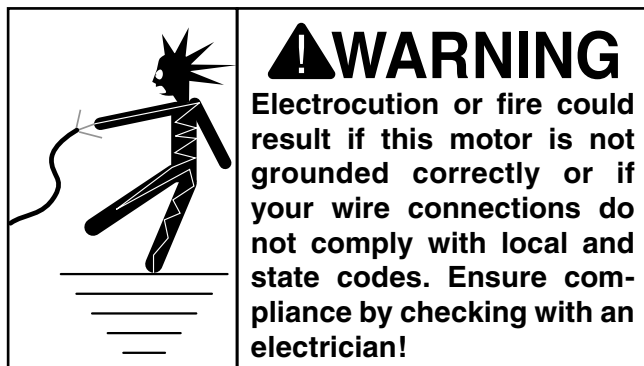 WARNING
Electrocution or fire could
result if this motor is not
grounded correctly or if
your wire connections do
not comply with local and
state codes. Ensure com-
pliance by checking with an
electrician!